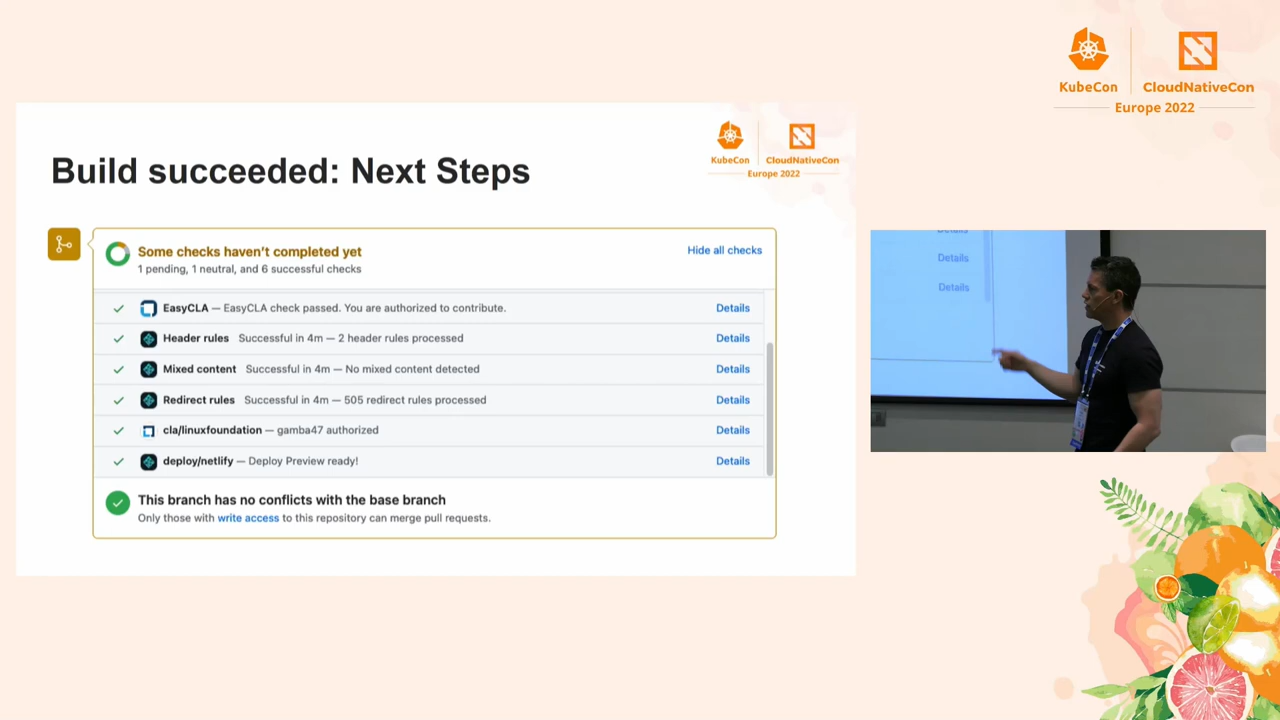 KubeCon
CloudNativeCon
Europe 2022
KubeCon
CloudNativeCon
Europe 2022
Build succeeded: Next Steps
Some checks haven't completed yet
Hide all checks
1 pending, 1 neutral, and 6 successful checks
EasyCLA — EasyCLA check passed. You are authorized to contribute. Details
Header rules Successful in 4m — 2 header rules processed Details
Mixed content Successful in 4m — No mixed content detected Details
Redirect rules Successful in 4m — 505 redirect rules processed Details
cla/linuxfoundation — gamba47 authorized Details
deploy/netlify — Deploy Preview ready! Details
This branch has no conflicts with the base branch
Only those with write access to this repository can merge pull requests.
Details
Details
Details